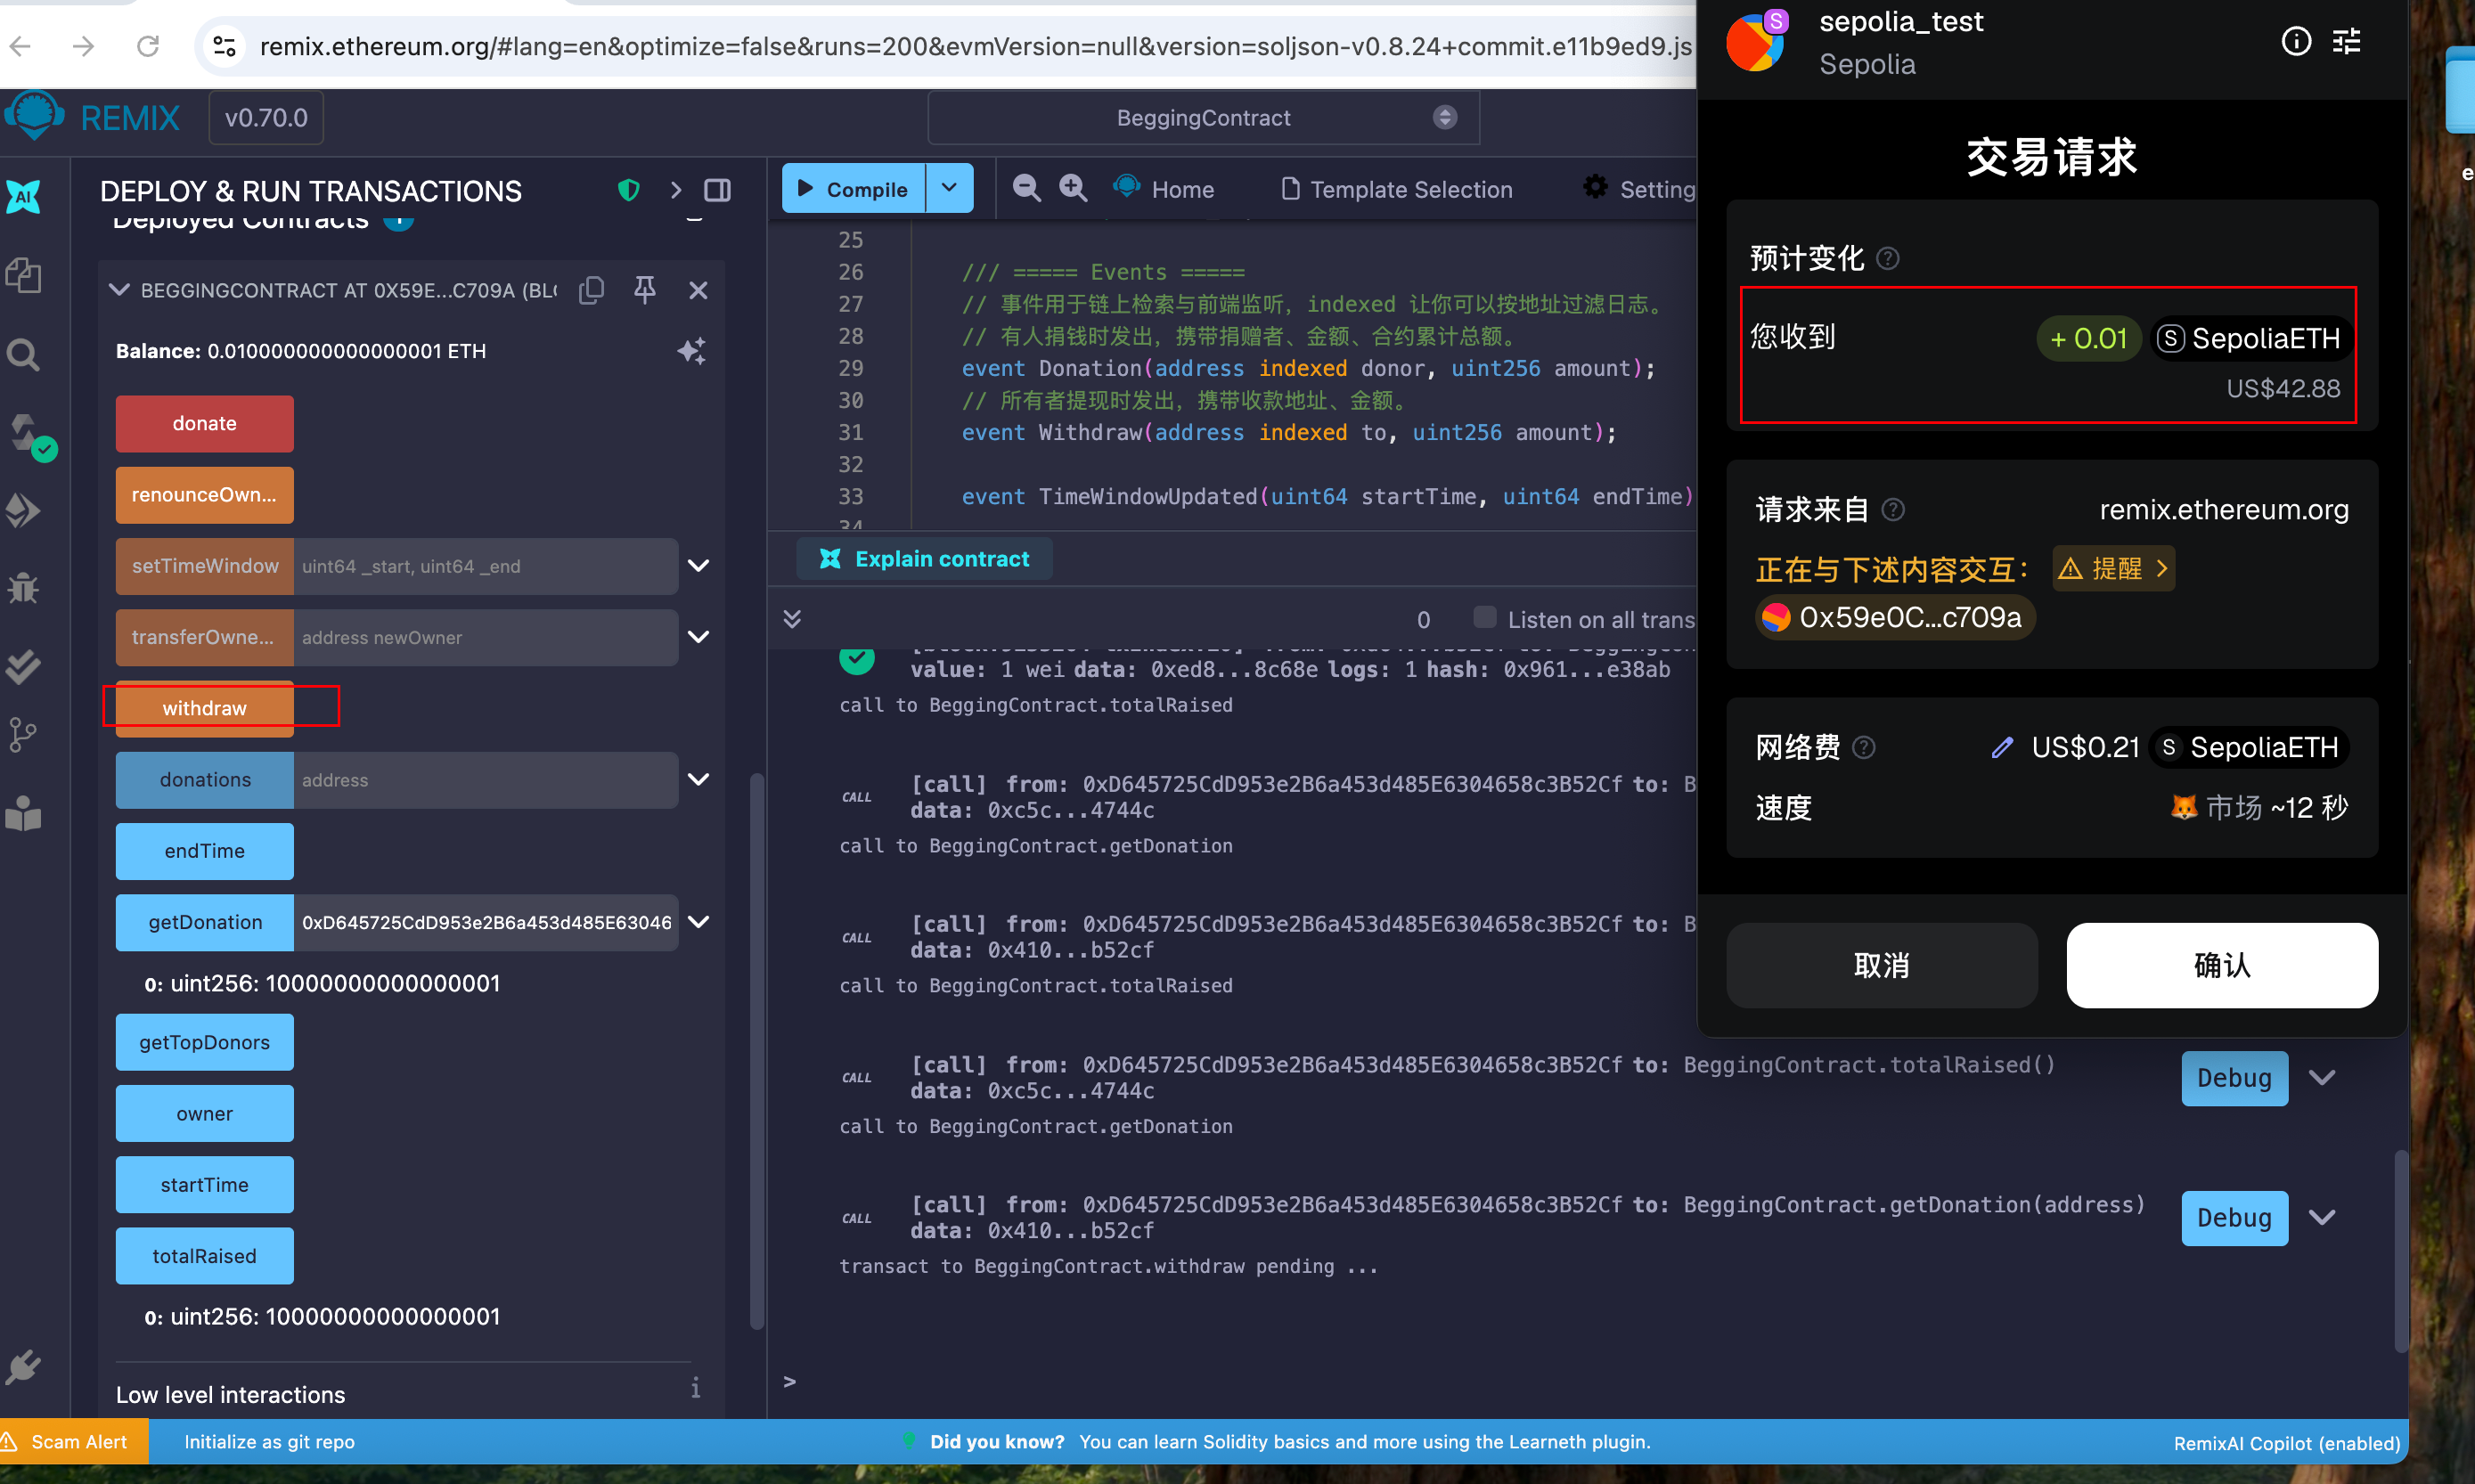 remix.ethereum.org/#lang=en&optimize=false&runs=200&evmVersion=null&version=soljson-v0.8.24+commit.e11b9ed9.js
REMIX
v0.70.0
BeggingContract
DEPLOY & RUN TRANSACTIONS
Deployed Contracts
BEGGINGCONTRACT AT 0X59E...C709A (BL
Balance: 0.010000000000000001 ETH
donate
renounceOwn...
setTimeWindow
uint64 _start, uint64 _end
transferOwne...
address newOwner
withdraw
donations
address
endTime
getDonation
0xD645725CdD953e2B6a453d485E63046
0: uint256: 10000000000000001
getTopDonors
owner
startTime
totalRaised
0: uint256: 10000000000000001
Low level interactions
i
Compile
Home
Template Selection
Setting
25
26 /// ===== Events =====
27 // 事件用于链上检索与前端监听，indexed 让你可以按地址过滤日志。
28 // 有人捐钱时发出，携带捐赠者、金额、合约累计总额。
29 event Donation(address indexed donor, uint256 amount);
30 // 所有者提现时发出，携带收款地址、金额。
31 event Withdraw(address indexed to, uint256 amount);
32
33 event TimeWindowUpdated(uint64 startTime, uint64 endTime)
34
Explain contract
0
Listen on all trans
value: 1 wei data: 0xed8...8c68e logs: 1 hash: 0x961...e38ab
call to BeggingContract.totalRaised
CALL
[call] from: 0xD645725CdD953e2B6a453d485E6304658c3B52Cf to: B
data: 0xc5c...4744c
call to BeggingContract.getDonation
CALL
[call] from: 0xD645725CdD953e2B6a453d485E6304658c3B52Cf to: B
data: 0x410...b52cf
call to BeggingContract.totalRaised
CALL
[call] from: 0xD645725CdD953e2B6a453d485E6304658c3B52Cf to: BeggingContract.totalRaised()
data: 0xc5c...4744c
Debug
call to BeggingContract.getDonation
CALL
[call] from: 0xD645725CdD953e2B6a453d485E6304658c3B52Cf to: BeggingContract.getDonation(address)
data: 0x410...b52cf
Debug
transact to BeggingContract.withdraw pending ...
>
S
sepolia_test
Sepolia
交易请求
预计变化
您收到
+ 0.01
S SepoliaETH
US$42.88
请求来自
remix.ethereum.org
正在与下述内容交互：
提醒
0x59e0C...c709a
网络费
US$0.21
S SepoliaETH
速度
市场 ~12 秒
取消
确认
AI
e
Scam Alert
Initialize as git repo
Did you know? You can learn Solidity basics and more using the Learneth plugin.
RemixAI Copilot (enabled)